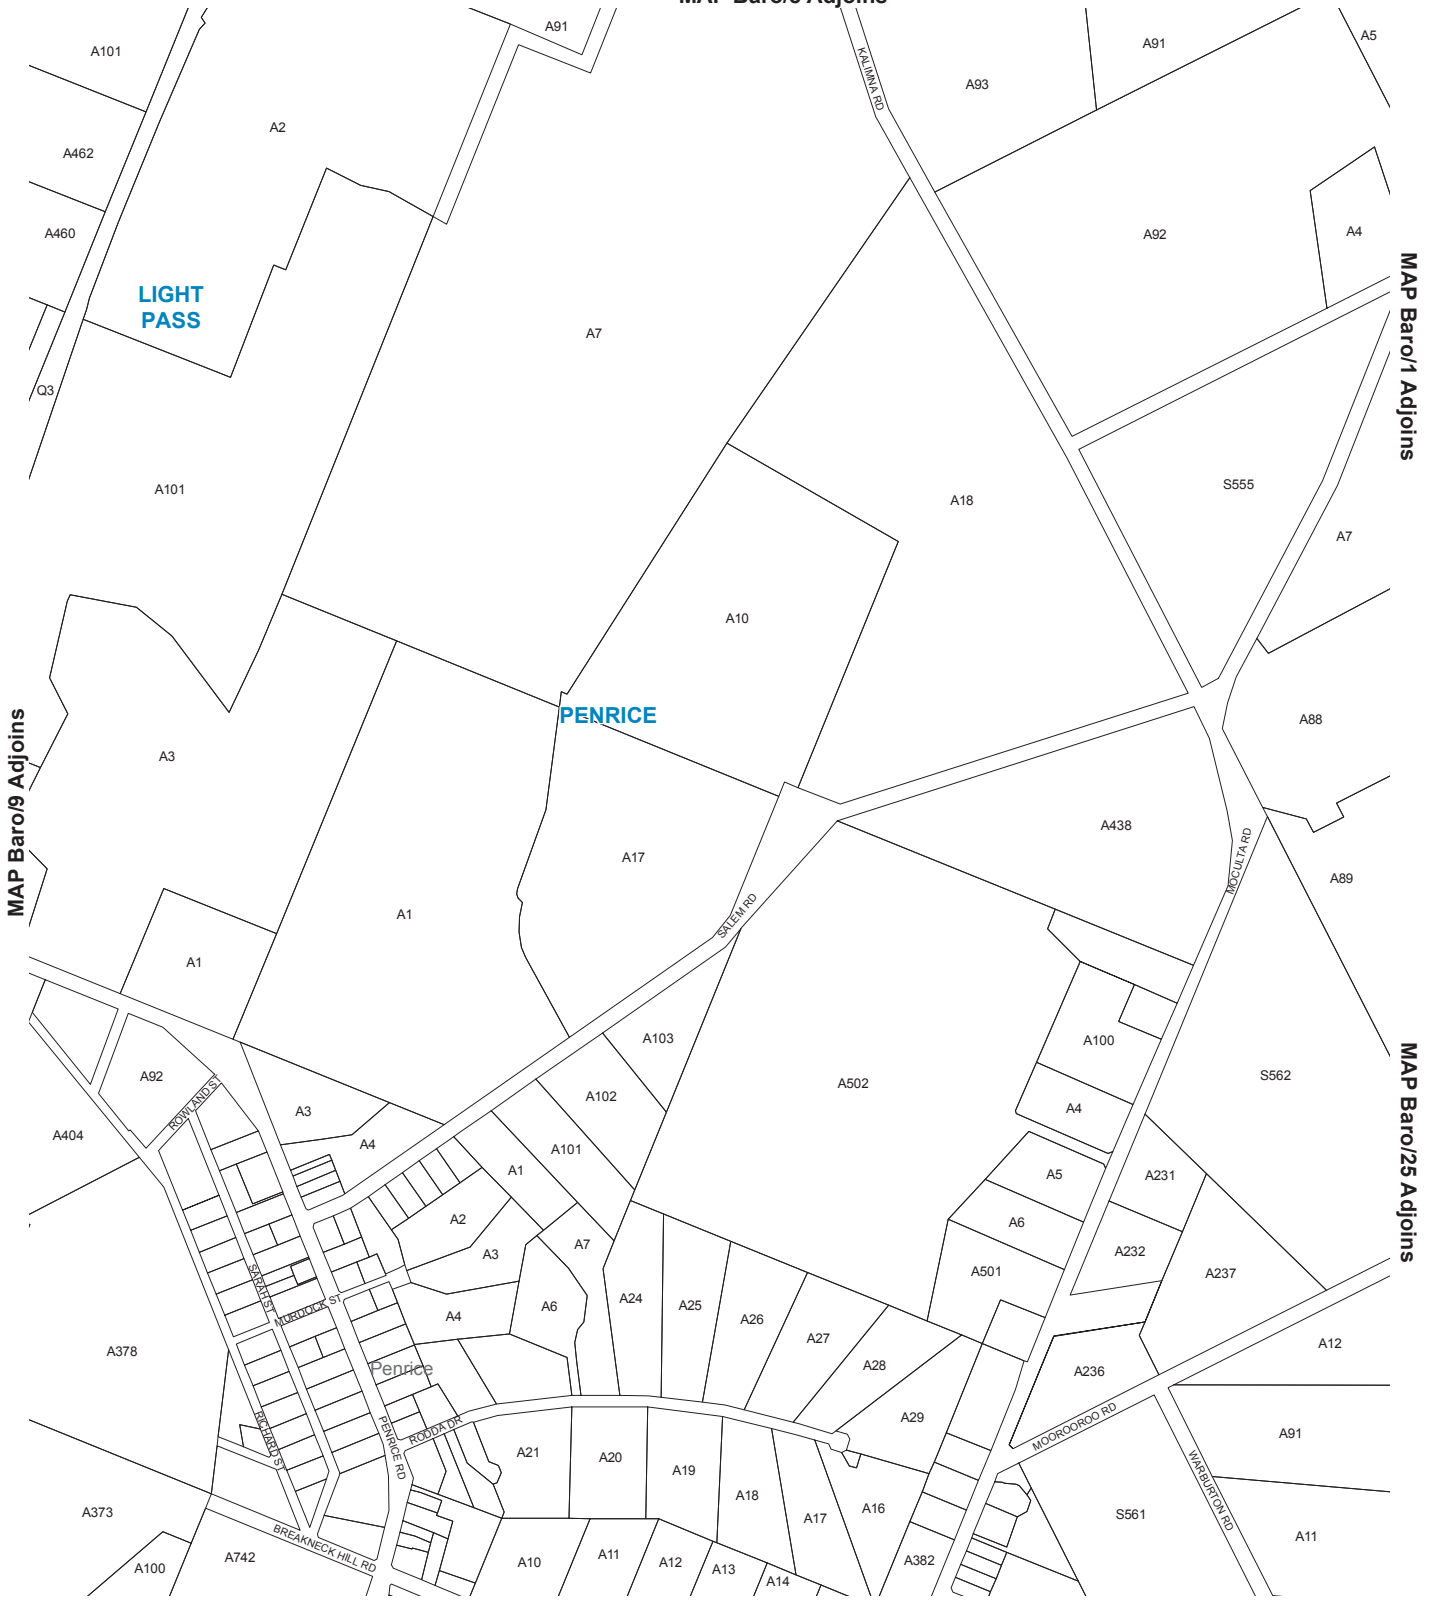 MAP Baro/8 Adjoins
A101
A91
A91
A5
A93
KALIMNA RD
A2
A462
A460
A92
A4
MAP Baro/1 Adjoins
LIGHT
PASS
A7
Q3
A101
A18
S555
A7
A10
PENRICE
A88
MAP Baro/9 Adjoins
A3
A438
A17
MOCULTA RD
A89
A1
SALEM RD
A1
A103
A100
A92
A502
S562
MAP Baro/25 Adjoins
ROWLAND ST
A102
A3
A4
A404
A4
A101
A1
A5
A231
A2
A6
A3
A7
A232
SARAH ST
A501
A237
MURDOCK ST
A4
A6
A24
A25
A26
A27
A28
A12
A378
Penrice
A236
A29
MOOROOROO RD
RICHARD ST
PENRICE RD
RODDA DR
A21
A20
A19
A91
WARBURTON RD
A18
A17
A16
A373
S561
BREAKNECK HILL RD
A11
A100
A742
A10
A11
A12
A13
A14
A382